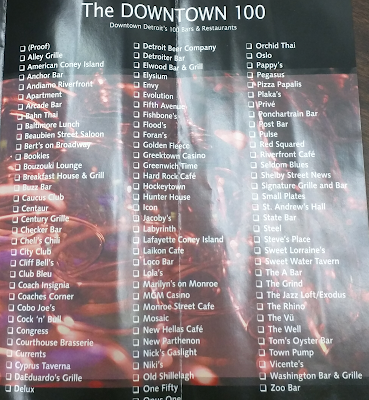 The DOWNTOWN 100
Downtown Detroit's 100 Bars & Restaurants
(Proof)
Alley Grille
American Coney Island
Anchor Bar
Andiamo Riverfront
Apartment
Arcade Bar
Bahn Thai
Baltimore Lunch
Beaubien Street Saloon
Bert's on Broadway
Bookies
Bouzouki Lounge
Breakfast House & Grill
Buzz Bar
Caucus Club
Centaur
Century Grille
Checker Bar
Cheli's Chili
City Club
Cliff Bell's
Club Bleu
Coach Insignia
Coaches Corner
Cobo Joe's
Cock 'n' Bull
Congress
Courthouse Brasserie
Currents
Cyprus Taverna
DaEduardo's Grille
Delux
Detroit Beer Company
Detroiter Bar
Elwood Bar & Grill
Elysium
Envy
Evolution
Fifth Avenue
Fishbone's
Flood's
Foran's
Golden Fleece
Greektown Casino
Greenwich Time
Hard Rock Café
Hockeytown
Hunter House
Icon
Jacoby's
Labyrinth
Lafayette Coney Island
Laikon Cafe
Loco Bar
Lola's
Marilyn's on Monroe
MGM Casino
Monroe Street Cafe
Mosaic
New Hellas Café
New Parthenon
Nick's Gaslight
Niki's
Old Shillelagh
One Fifty
Opus One
Orchid Thai
Oslo
Pappy's
Pegasus
Pizza Papalis
Plaka's
Privé
Ponchartrain Bar
Post Bar
Pulse
Red Squared
Riverfront Café
Seldom Blues
Shelby Street News
Signature Grille and Bar
Small Plates
St. Andrew's Hall
State Bar
Steel
Steve's Place
Sweet Lorraine's
Sweet Water Tavern
The A Bar
The Grind
The Jazz Loft/Exodus
The Rhino
The Vü
The Well
Tom's Oyster Bar
Town Pump
Vicente's
Washington Bar & Grille
Zoo Bar